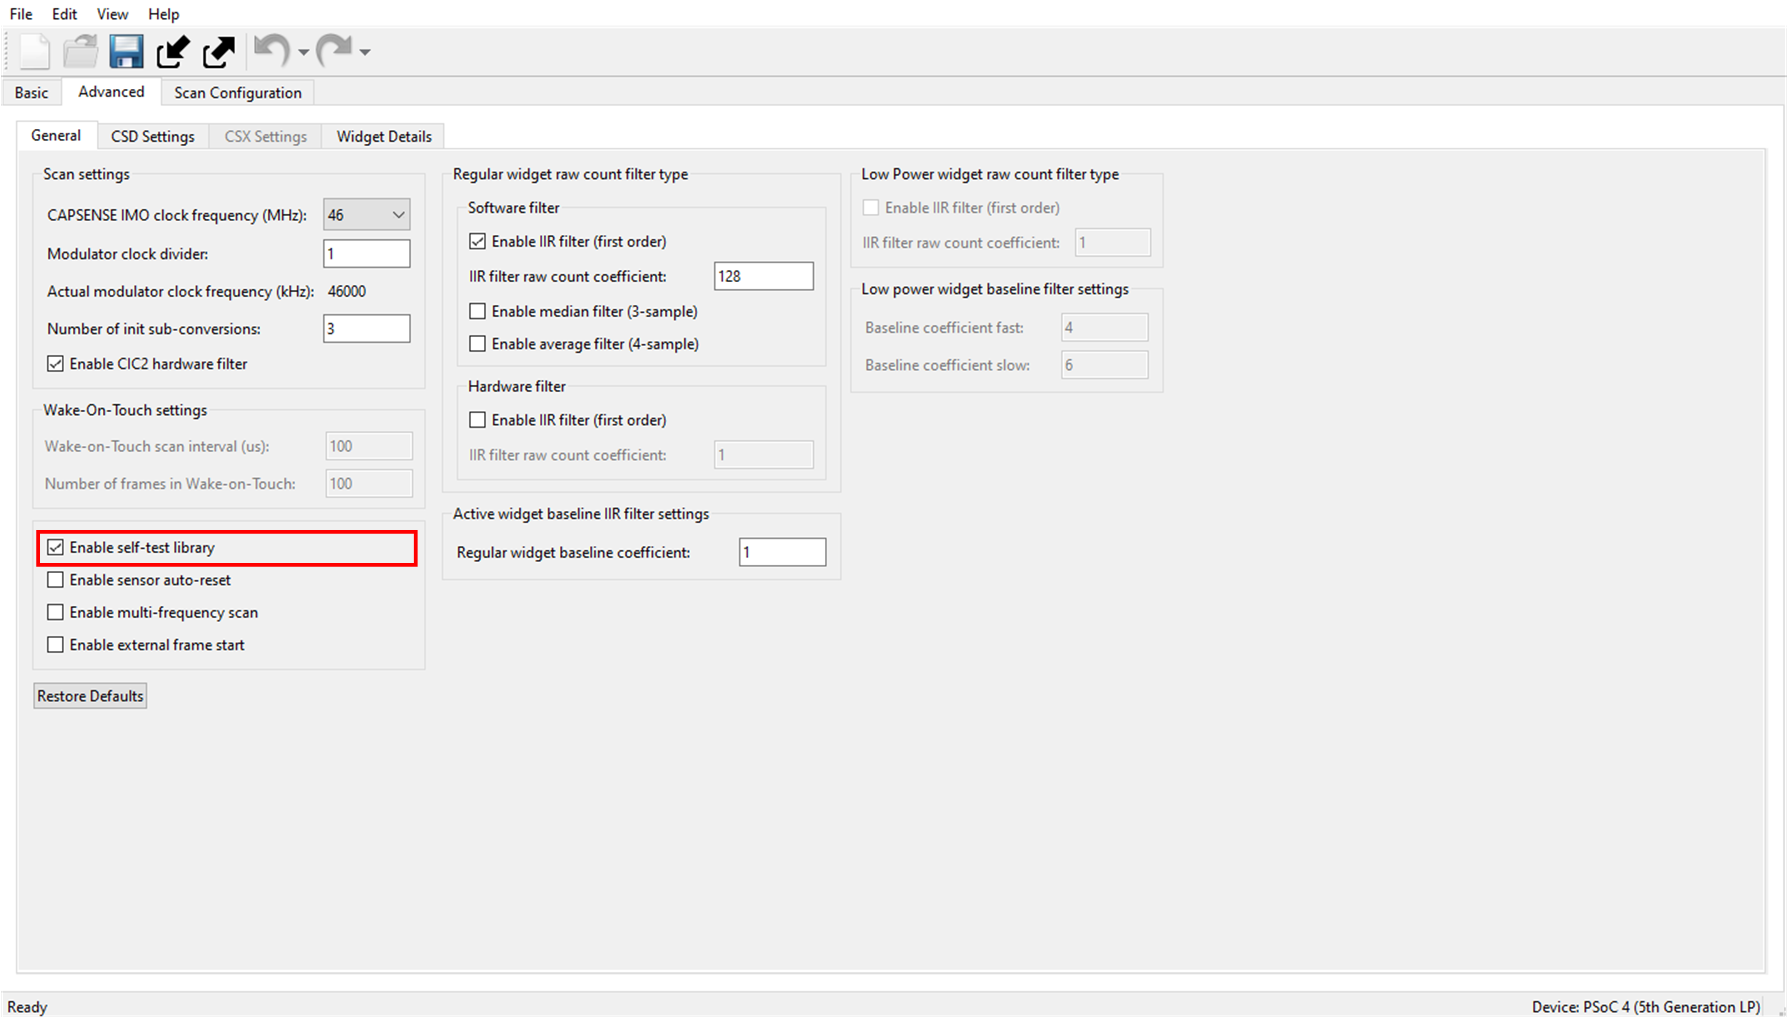 File Edit View Help
Basic Advanced Scan Configuration
General CSD Settings CSX Settings Widget Details
Scan settings
CAPSENSE IMO clock frequency (MHz): 46
Modulator clock divider: 1
Actual modulator clock frequency (kHz): 46000
Number of init sub-conversions: 3
Enable CIC2 hardware filter
Wake-On-Touch settings
Wake-on-Touch scan interval (us): 100
Number of frames in Wake-on-Touch: 100
Enable self-test library
Enable sensor auto-reset
Enable multi-frequency scan
Enable external frame start
Restore Defaults
Regular widget raw count filter type
Software filter
Enable IIR filter (first order)
IIR filter raw count coefficient: 128
Enable median filter (3-sample)
Enable average filter (4-sample)
Hardware filter
Enable IIR filter (first order)
IIR filter raw count coefficient: 1
Active widget baseline IIR filter settings
Regular widget baseline coefficient: 1
Low Power widget raw count filter type
Enable IIR filter (first order)
IIR filter raw count coefficient: 1
Low power widget baseline filter settings
Baseline coefficient fast: 4
Baseline coefficient slow: 6
Ready Device: PSoC 4 (5th Generation LP)